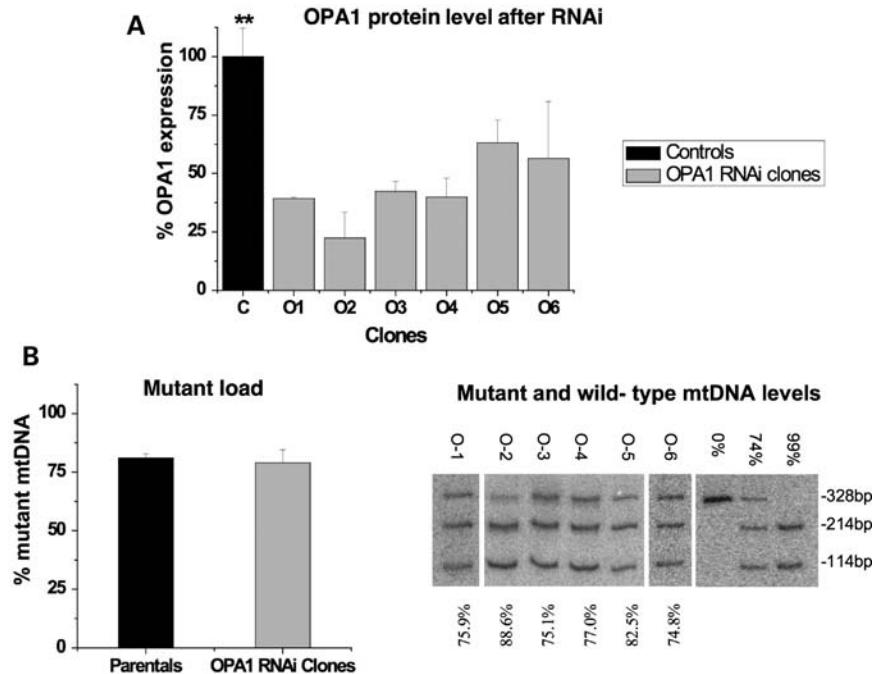 A
OPA1 protein level after RNAi
**
% OPA1 expression
100
75
50
25
0
C O1 O2 O3 O4 O5 O6
Clones
Controls
OPA1 RNAi clones
B
Mutant load
% mutant mtDNA
100
75
50
25
0
Parentals OPA1 RNAi Clones
Mutant and wild- type mtDNA levels
O-1 O-2 O-3 O-4 O-5 O-6 0% 74% 99%
-328bp
-214bp
-114bp
75.9% 88.6% 75.1% 77.0% 82.5% 74.8%